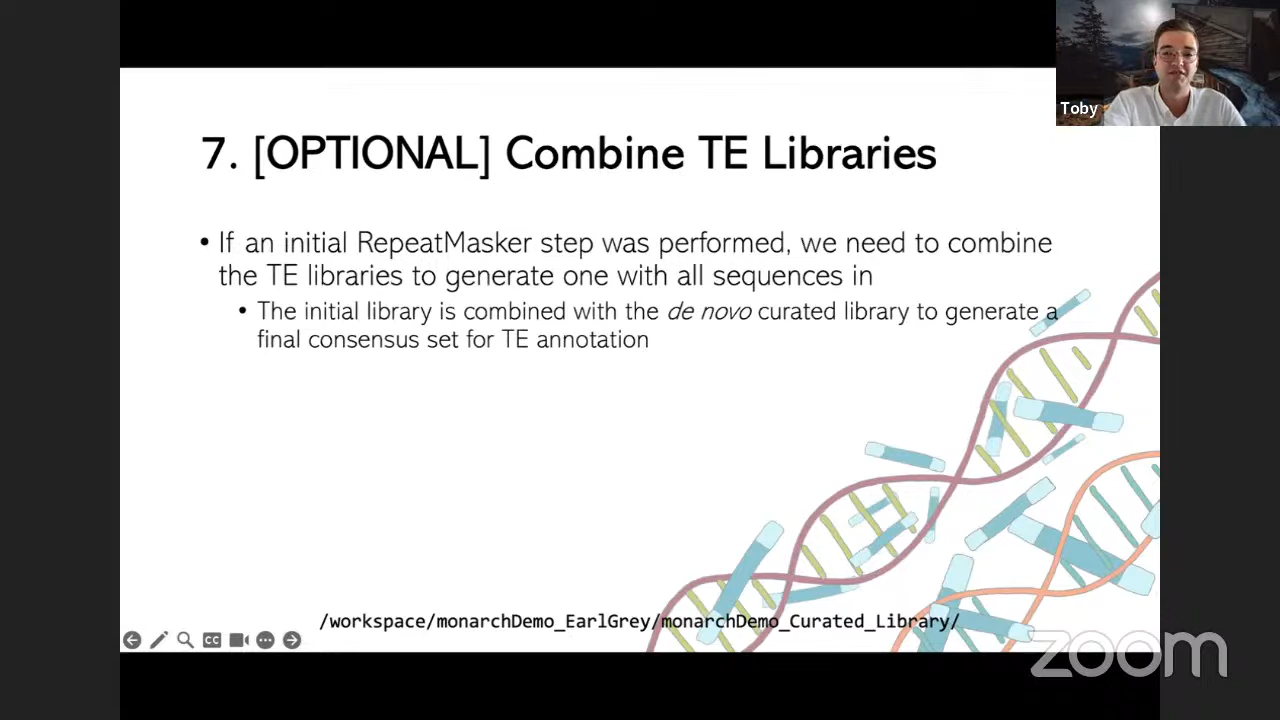 Toby
7. [OPTIONAL] Combine TE Libraries
• If an initial RepeatMasker step was performed, we need to combine
the TE libraries to generate one with all sequences in
• The initial library is combined with the de novo curated library to generate a
final consensus set for TE annotation
/workspace/monarchDemo_EarlGrey/monarchDemo_Curated_Library/
CC
zoom